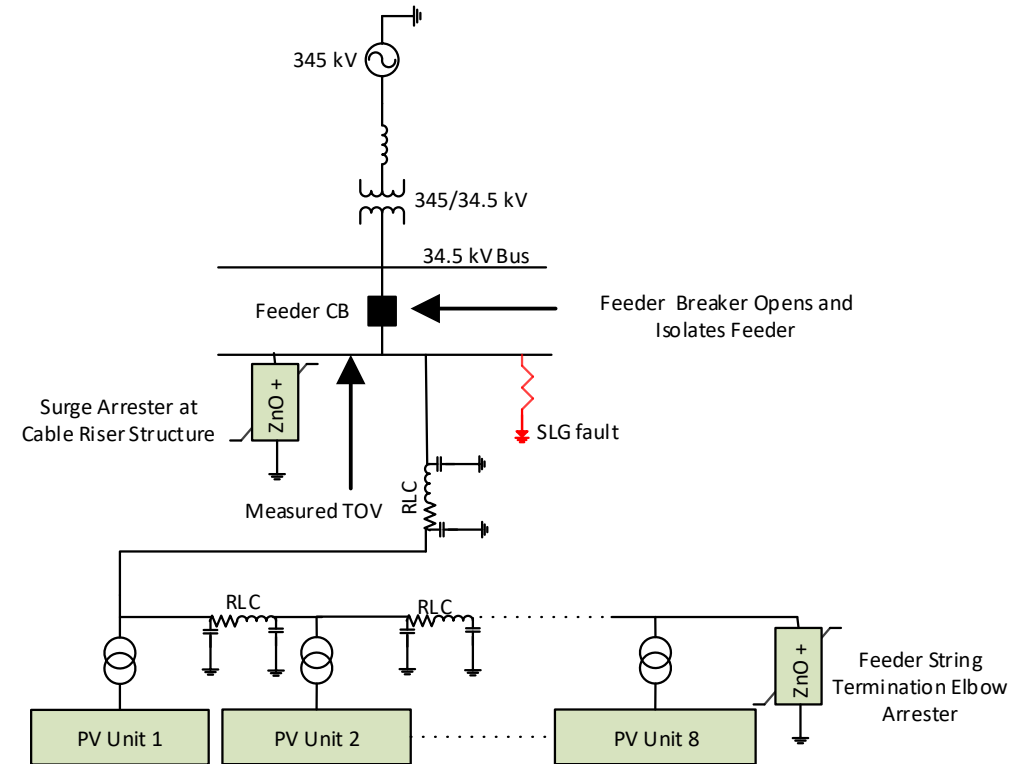 345 kV
345/34.5 kV
34.5 kV Bus
Feeder CB
Feeder Breaker Opens and
Isolates Feeder
ZnO +
Surge Arrester at
Cable Riser Structure
SLG fault
Measured TOV
RLC
RLC
RLC
ZnO +
Feeder String
Termination Elbow
Arrester
PV Unit 1
PV Unit 2
PV Unit 8